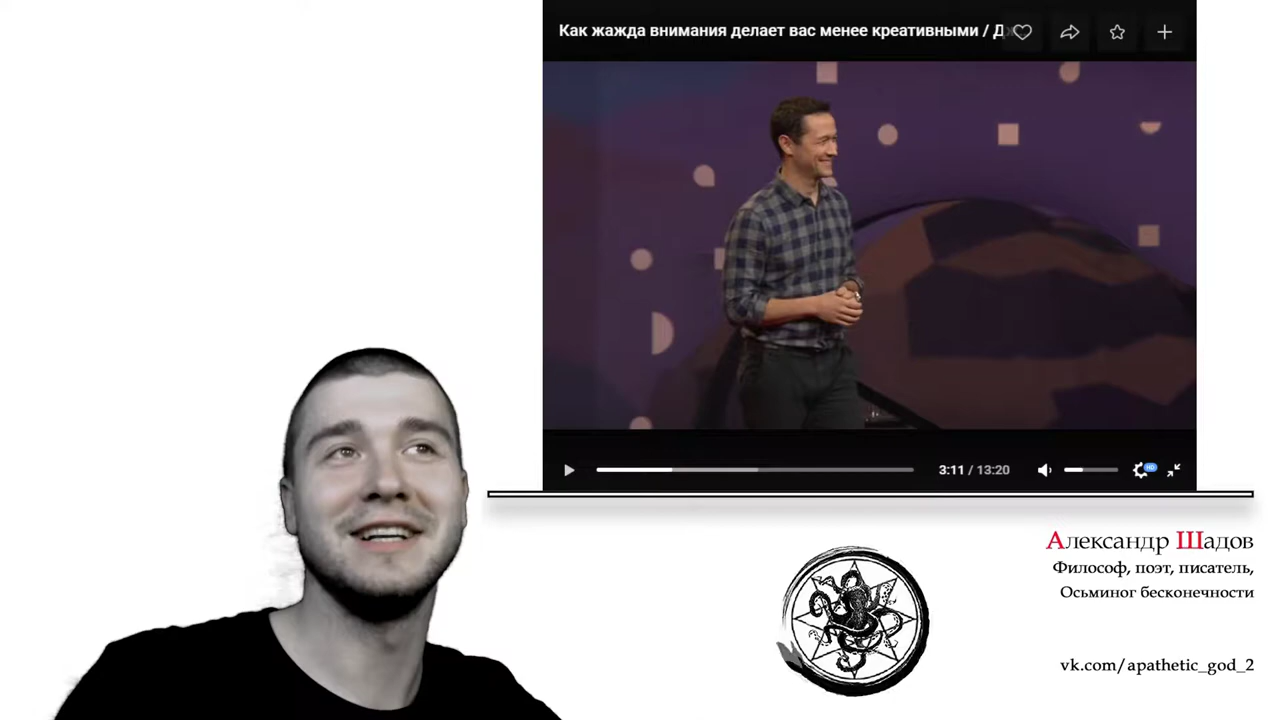 Как жажда внимания делает вас менее креативными /
3:11 / 13:20
HD
Александр Шадов
Философ, поэт, писатель,
Осьминог бесконечности
vk.com/apathetic_god_2